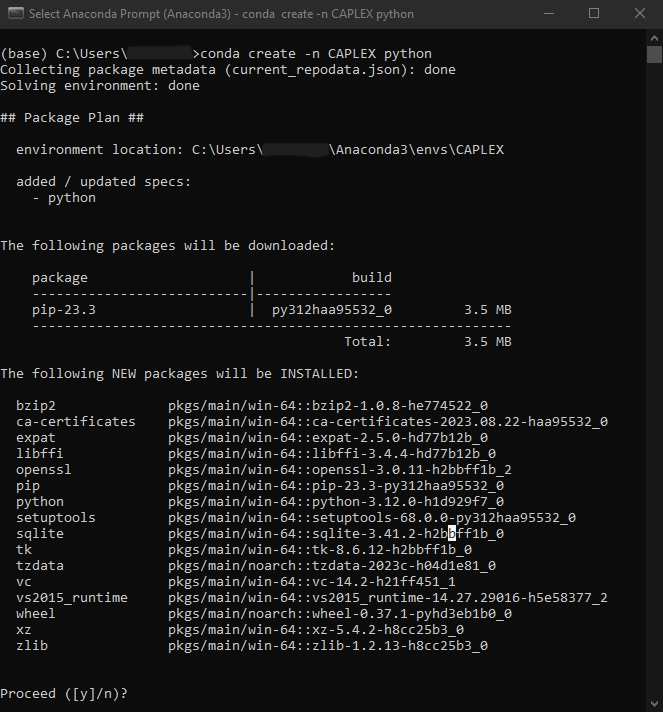 Select Anaconda Prompt (Anaconda3) - conda  create -n CAPLEX python
(base) C:\Users\ >conda create -n CAPLEX python
Collecting package metadata (current_repodata.json): done
Solving environment: done
## Package Plan ##
environment location: C:\Users\ \Anaconda3\envs\CAPLEX
added / updated specs:
- python
The following packages will be downloaded:
package | build
---------------------------|-----------------
pip-23.3 | py312haa95532_0 3.5 MB
------------------------------------------------------------
Total: 3.5 MB
The following NEW packages will be INSTALLED:
bzip2 pkgs/main/win-64::bzip2-1.0.8-he774522_0
ca-certificates pkgs/main/win-64::ca-certificates-2023.08.22-haa95532_0
expat pkgs/main/win-64::expat-2.5.0-hd77b12b_0
libffi pkgs/main/win-64::libffi-3.4.4-hd77b12b_0
openssl pkgs/main/win-64::openssl-3.0.11-h2bbff1b_2
pip pkgs/main/win-64::pip-23.3-py312haa95532_0
python pkgs/main/win-64::python-3.12.0-h1d929f7_0
setuptools pkgs/main/win-64::setuptools-68.0.0-py312haa95532_0
sqlite pkgs/main/win-64::sqlite-3.41.2-h2bbff1b_0
tk pkgs/main/win-64::tk-8.6.12-h2bbff1b_0
tzdata pkgs/main/noarch::tzdata-2023c-h04d1e81_0
vc pkgs/main/win-64::vc-14.2-h21ff451_1
vs2015_runtime pkgs/main/win-64::vs2015_runtime-14.27.29016-h5e58377_2
wheel pkgs/main/noarch::wheel-0.37.1-pyhd3eb1b0_0
xz pkgs/main/win-64::xz-5.4.2-h8cc25b3_0
zlib pkgs/main/win-64::zlib-1.2.13-h8cc25b3_0
Proceed ([y]/n)?